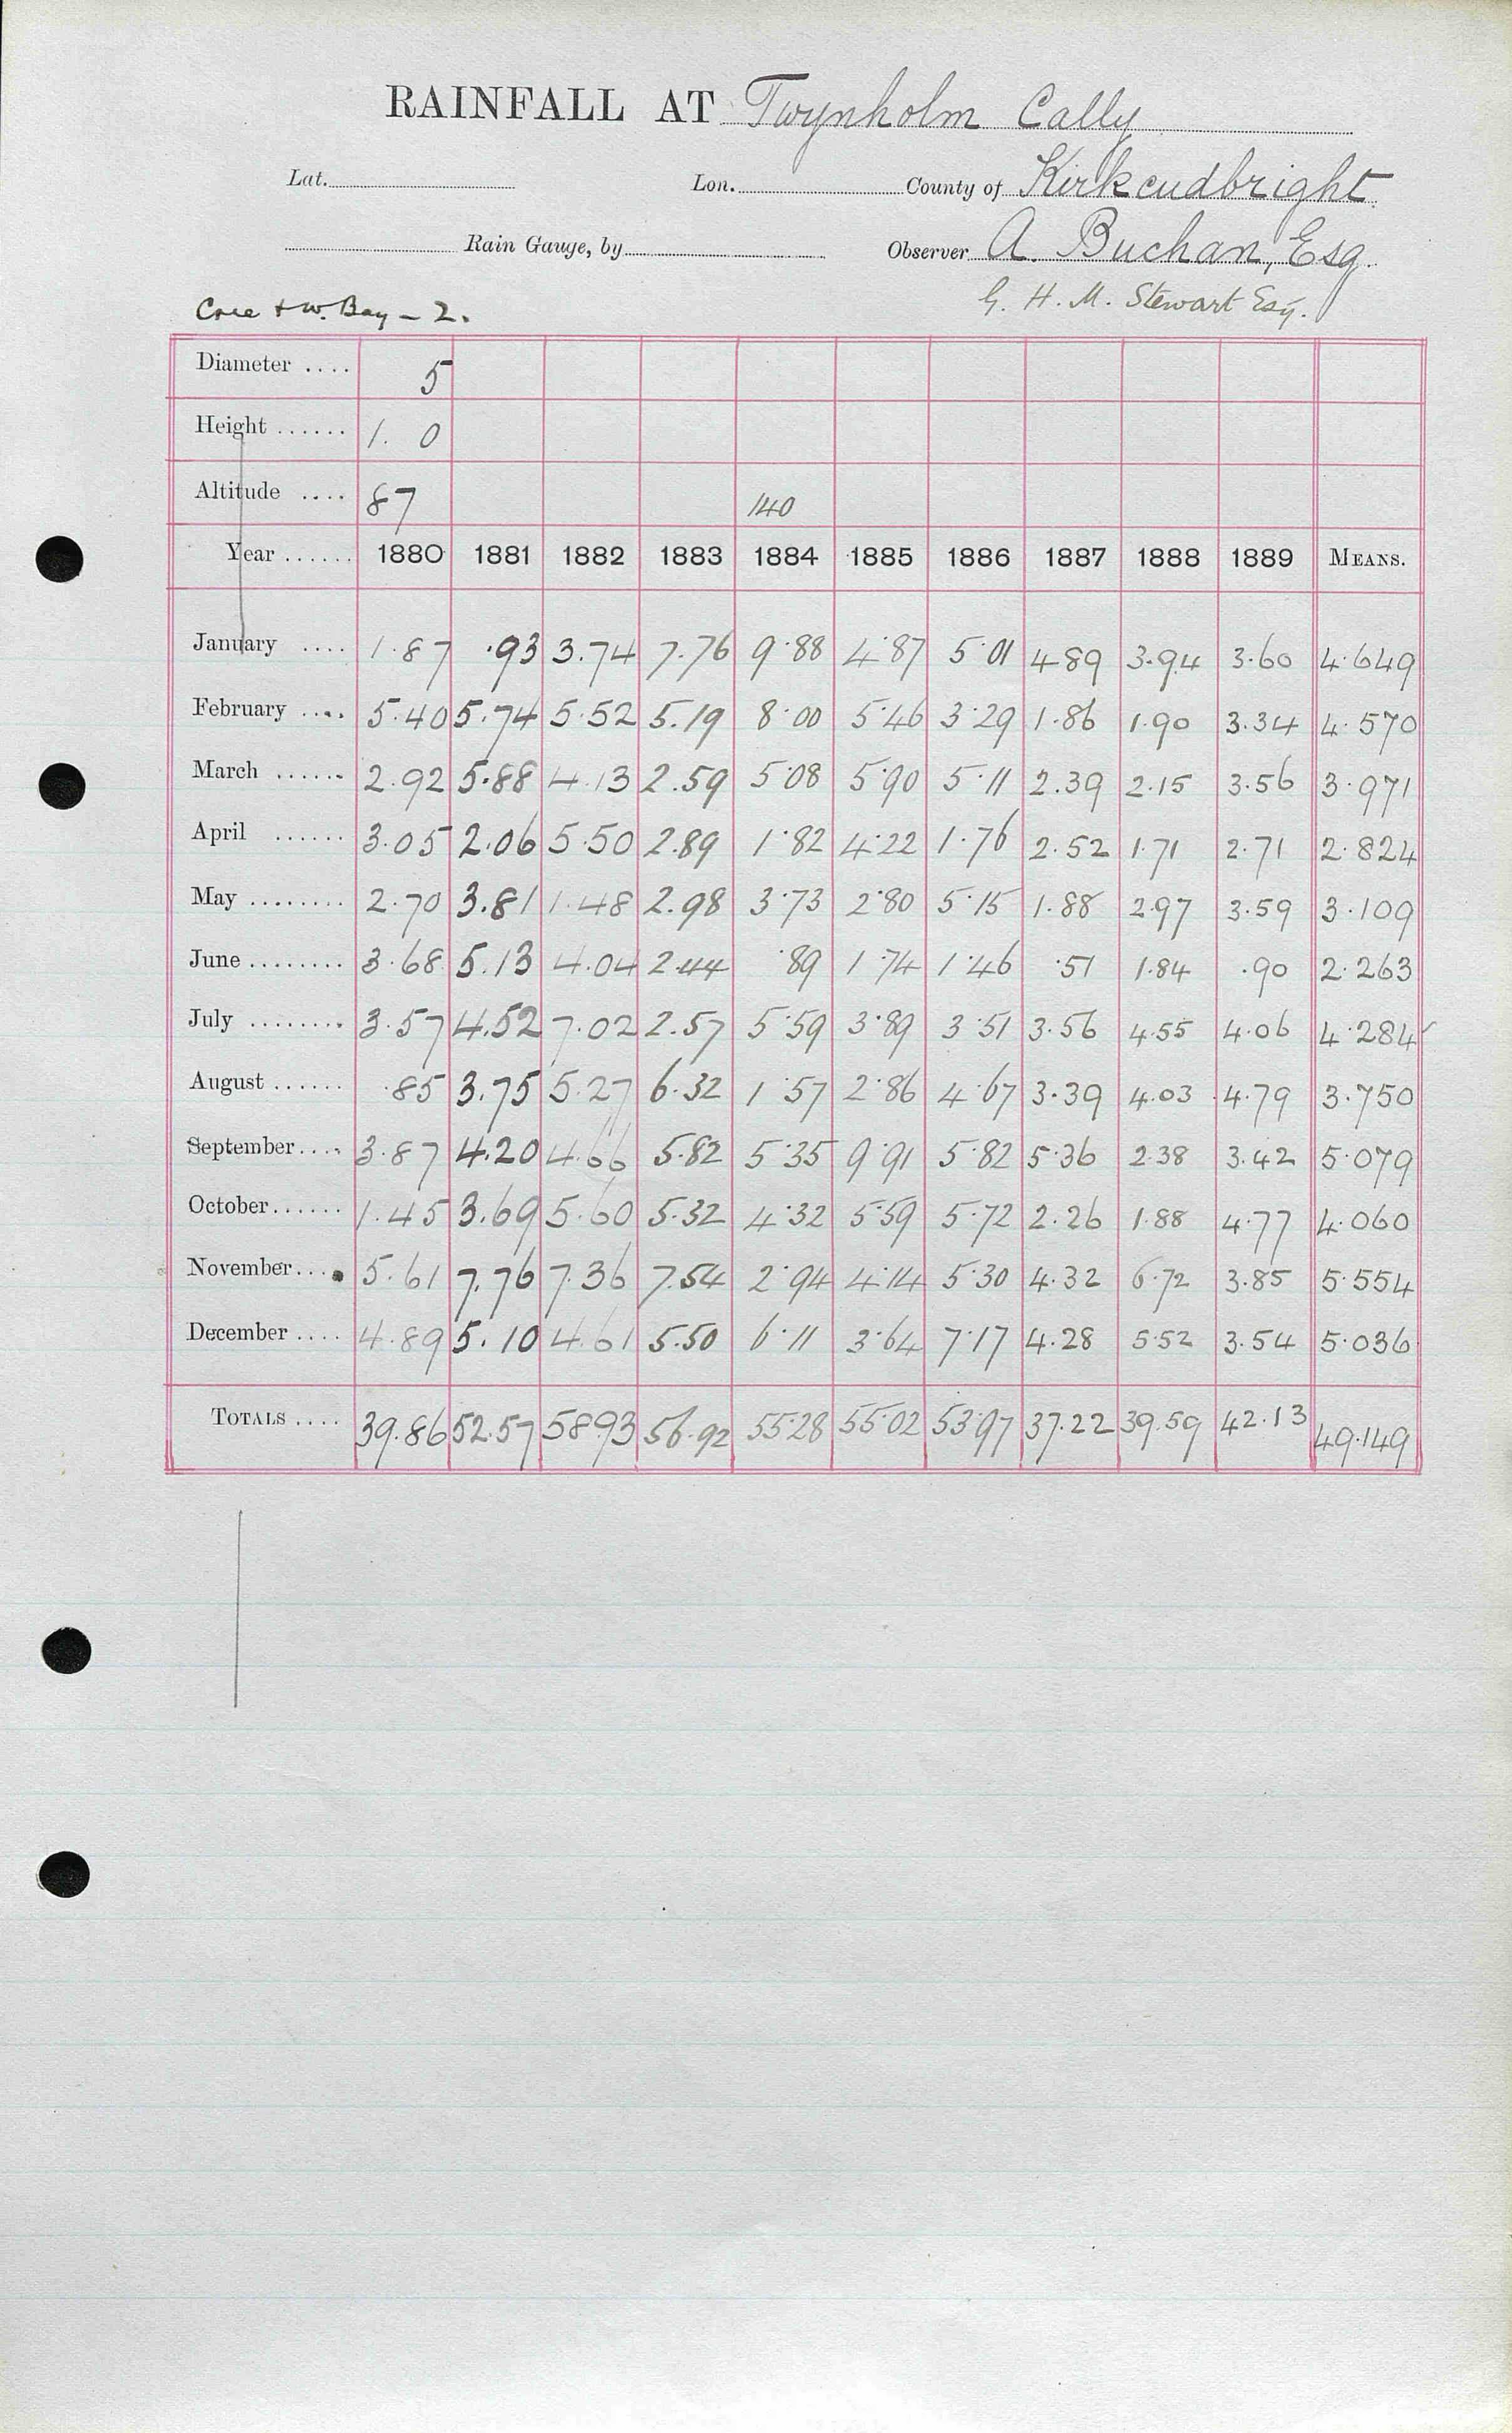 RAINFALL AT Twynholm Cally
Lat. Lon. County of Kirkcudbright
Rain Gauge, by Observer A. Buchan, Esq.
G. H. M. Stewart Esq.
Cree + W. Bay - 2.
Diameter .... 5
Height ...... 1. 0
Altitude .... 87 140
Year ...... 1880 1881 1882 1883 1884 1885 1886 1887 1888 1889 MEANS.
January .... 1.87 .93 3.74 7.76 9.88 4.87 5.01 4.89 3.94 3.60 4.649
February .... 5.40 5.74 5.52 5.19 8.00 5.46 3.29 1.86 1.90 3.34 4.570
March ...... 2.92 5.88 4.13 2.59 5.08 5.90 5.11 2.39 2.15 3.56 3.971
April ...... 3.05 2.06 5.50 2.89 1.82 4.22 1.76 2.52 1.71 2.71 2.824
May ........ 2.70 3.81 1.48 2.98 3.73 2.80 5.15 1.88 2.97 3.59 3.109
June ........ 3.68 5.13 4.04 2.44 .89 1.74 1.46 .51 1.84 .90 2.263
July ........ 3.57 4.52 7.02 2.57 5.59 3.89 3.51 3.56 4.55 4.06 4.284
August ...... .85 3.75 5.27 6.32 1.57 2.86 4.67 3.39 4.03 4.79 3.750
September .... 3.87 4.20 4.66 5.82 5.35 9.91 5.82 5.36 2.38 3.42 5.079
October ...... 1.45 3.69 5.60 5.32 4.32 5.59 5.72 2.26 1.88 4.77 4.060
November .... 5.61 7.76 7.36 7.54 2.94 4.14 5.30 4.32 6.72 3.85 5.554
December .... 4.89 5.10 4.61 5.50 6.11 3.64 7.17 4.28 5.52 3.54 5.036
TOTALS .... 39.86 52.57 58.93 56.92 55.28 55.02 53.97 37.22 39.59 42.13 49.149